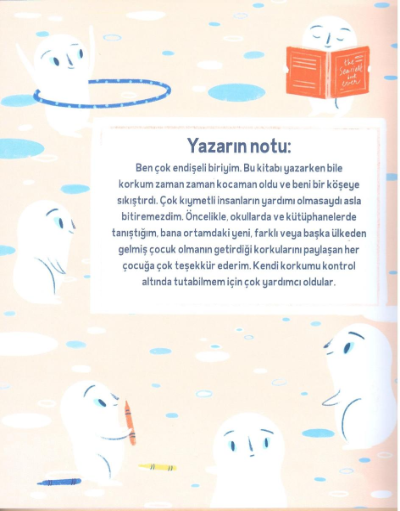 the
Yazarın notu:
Ben çok endişeli biriyim. Bu kitabı yazarken bile
korkum zaman zaman kocaman oldu ve beni bir köşeye
sıkıştırdı. Çok kıymetli insanların yardımı olmasaydı asla
bitiremezdim. Öncelikle, okullarda ve kütüphanelerde
tanıştığım, bana ortamdaki yeni, farklı veya başka ülkeden
gelmiş çocuk olmanın getirdiği korkularını paylaşan her
çocuğa çok teşekkür ederim. Kendi korkumu kontrol
altında tutabilmem için çok yardımcı oldular.